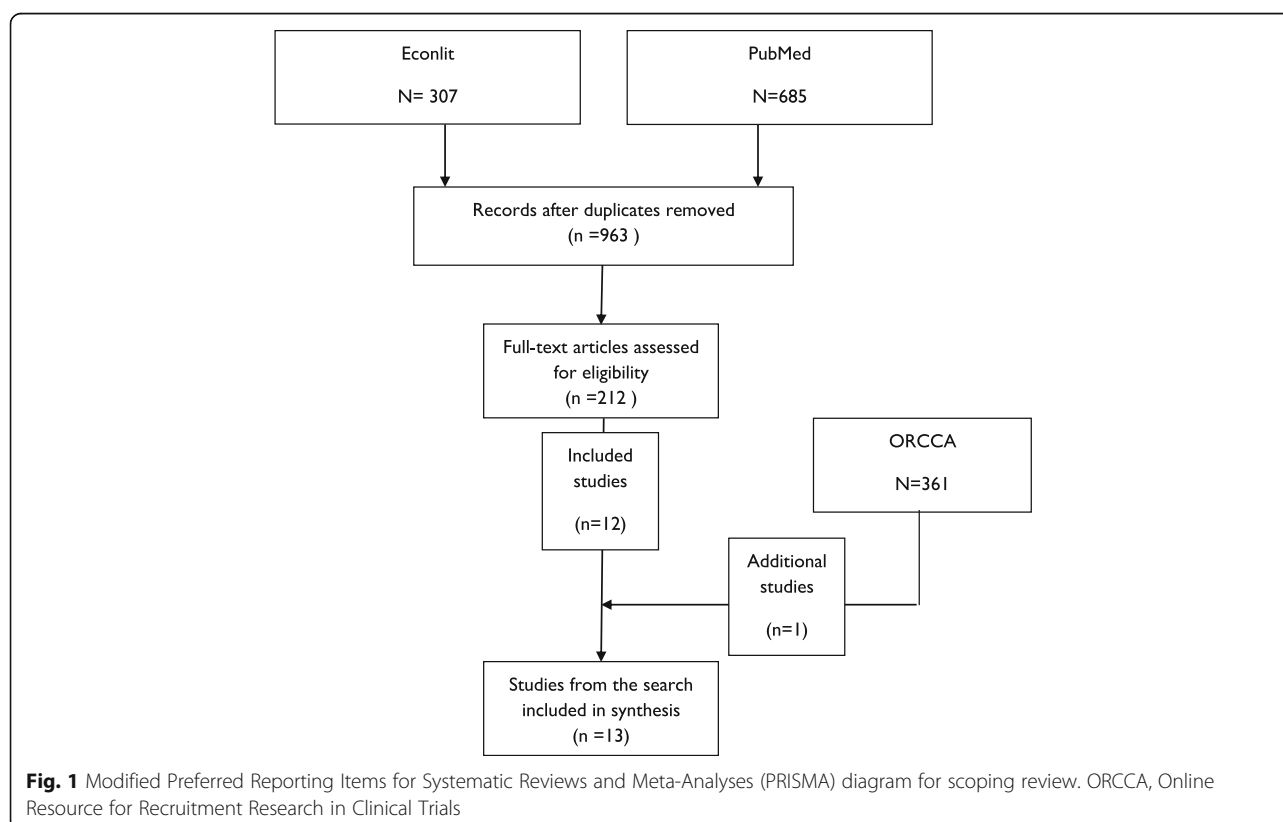 Econlit
N= 307
PubMed
N=685
Records after duplicates removed
(n =963 )
Full-text articles assessed
for eligibility
(n =212 )
Included
studies
(n=12)
ORCCA
N=361
Additional
studies
(n=1)
Studies from the search
included in synthesis
(n =13)
Fig. 1 Modified Preferred Reporting Items for Systematic Reviews and Meta-Analyses (PRISMA) diagram for scoping review. ORCCA, Online
Resource for Recruitment Research in Clinical Trials